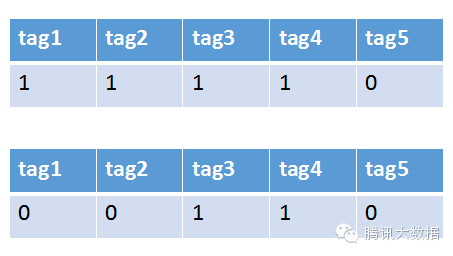 tag1 tag2 tag3 tag4 tag5
1 1 1 1 0
tag1 tag2 tag3 tag4 tag5
0 0 1 1 0
腾讯大数据